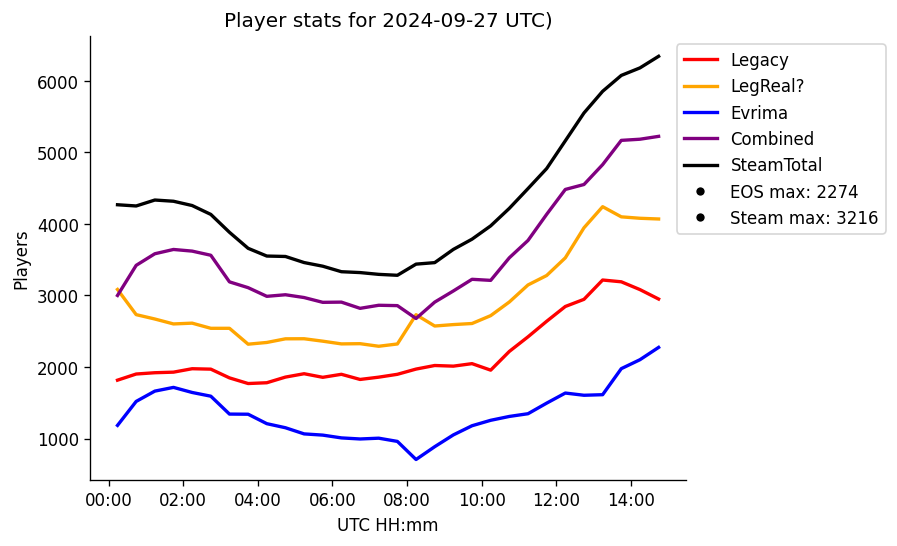 Player stats for 2024-09-27 UTC)
Legacy
LegReal?
Evrima
Combined
SteamTotal
EOS max: 2274
Steam max: 3216
Players
6000
5000
4000
3000
2000
1000
00:00 02:00 04:00 06:00 08:00 10:00 12:00 14:00
UTC HH:mm